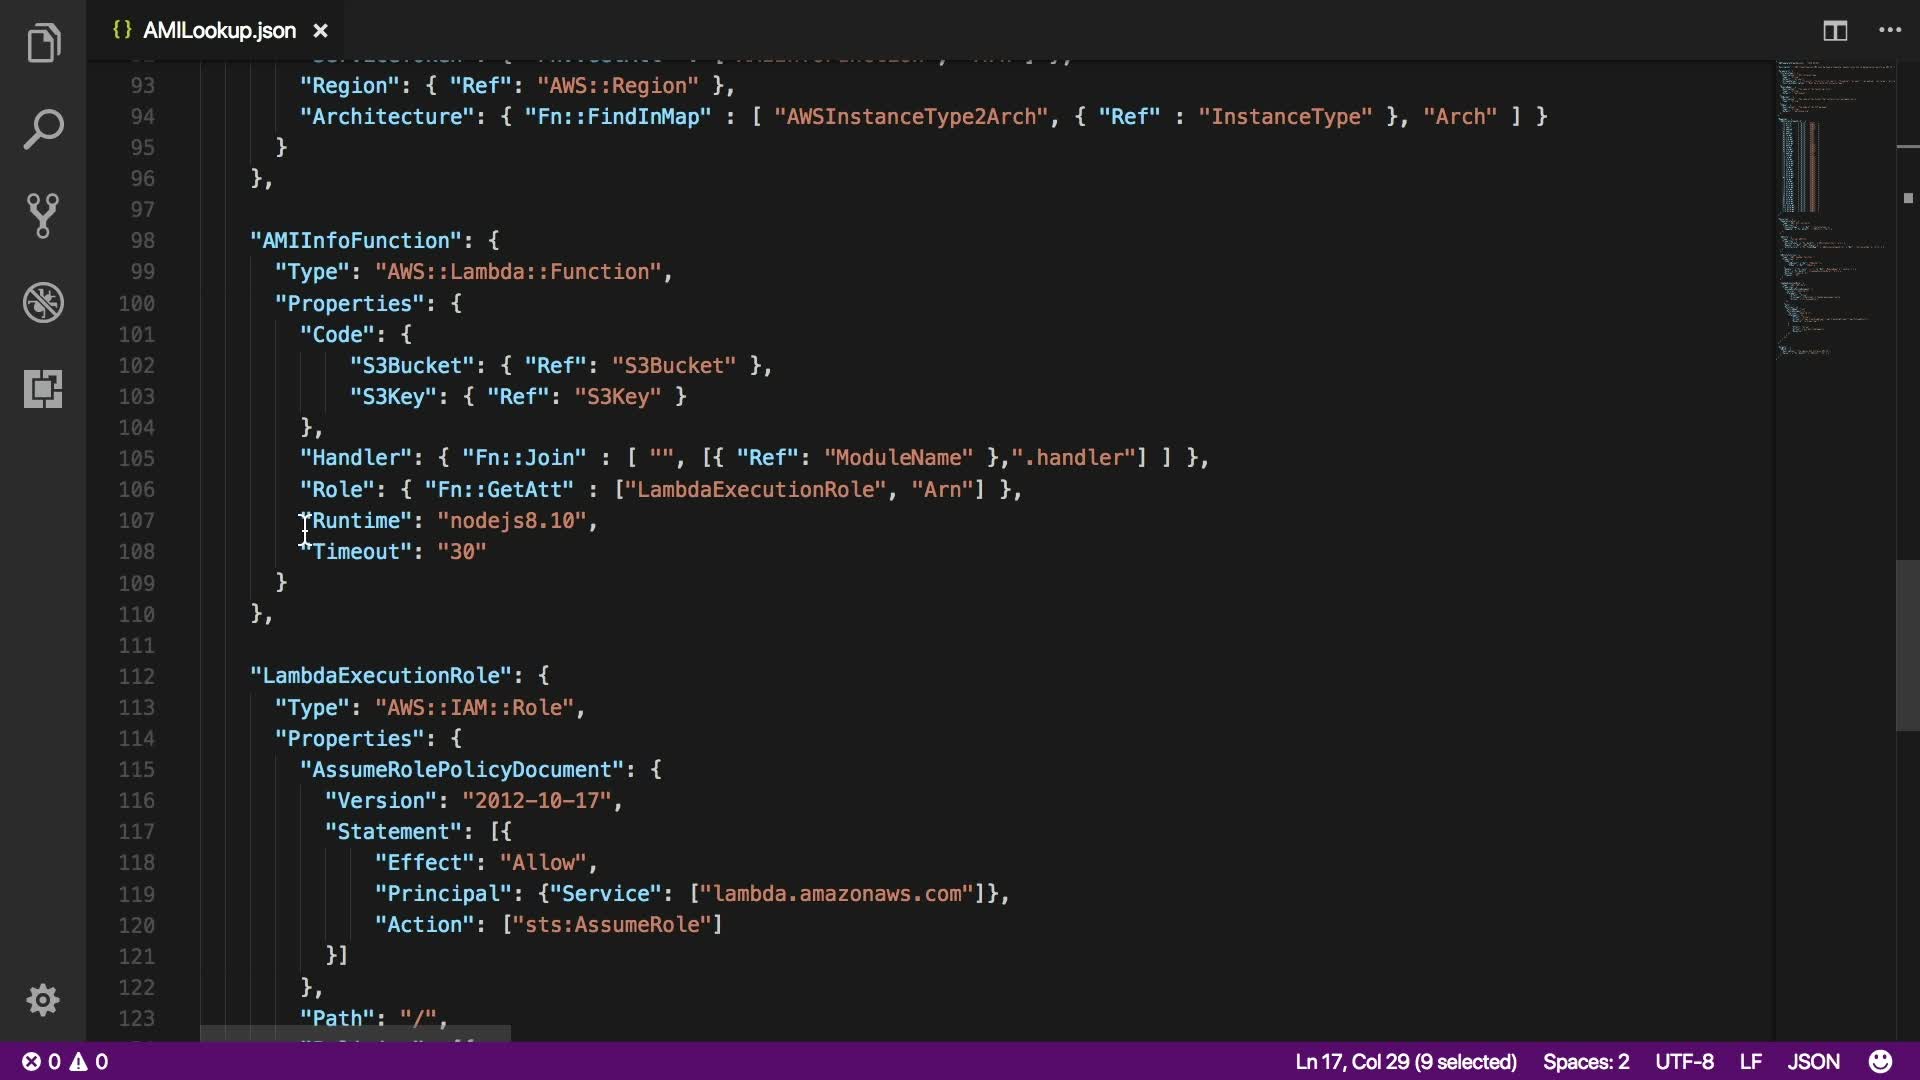 {} AMILookup.json ×
93 "Region": { "Ref": "AWS::Region" },
94 "Architecture": { "Fn::FindInMap" : [ "AWSInstanceType2Arch", { "Ref" : "InstanceType" }, "Arch" ] }
95 }
96 },
97
98 "AMIInfoFunction": {
99 "Type": "AWS::Lambda::Function",
100 "Properties": {
101 "Code": {
102 "S3Bucket": { "Ref": "S3Bucket" },
103 "S3Key": { "Ref": "S3Key" }
104 },
105 "Handler": { "Fn::Join" : [ "", [{ "Ref": "ModuleName" },".handler"] ] },
106 "Role": { "Fn::GetAtt" : ["LambdaExecutionRole", "Arn"] },
107 "Runtime": "nodejs8.10",
108 "Timeout": "30"
109 }
110 },
111
112 "LambdaExecutionRole": {
113 "Type": "AWS::IAM::Role",
114 "Properties": {
115 "AssumeRolePolicyDocument": {
116 "Version": "2012-10-17",
117 "Statement": [{
118 "Effect": "Allow",
119 "Principal": {"Service": ["lambda.amazonaws.com"]},
120 "Action": ["sts:AssumeRole"]
121 }]
122 },
123 "Path": "/",
0 0 Ln 17, Col 29 (9 selected) Spaces: 2 UTF-8 LF JSON